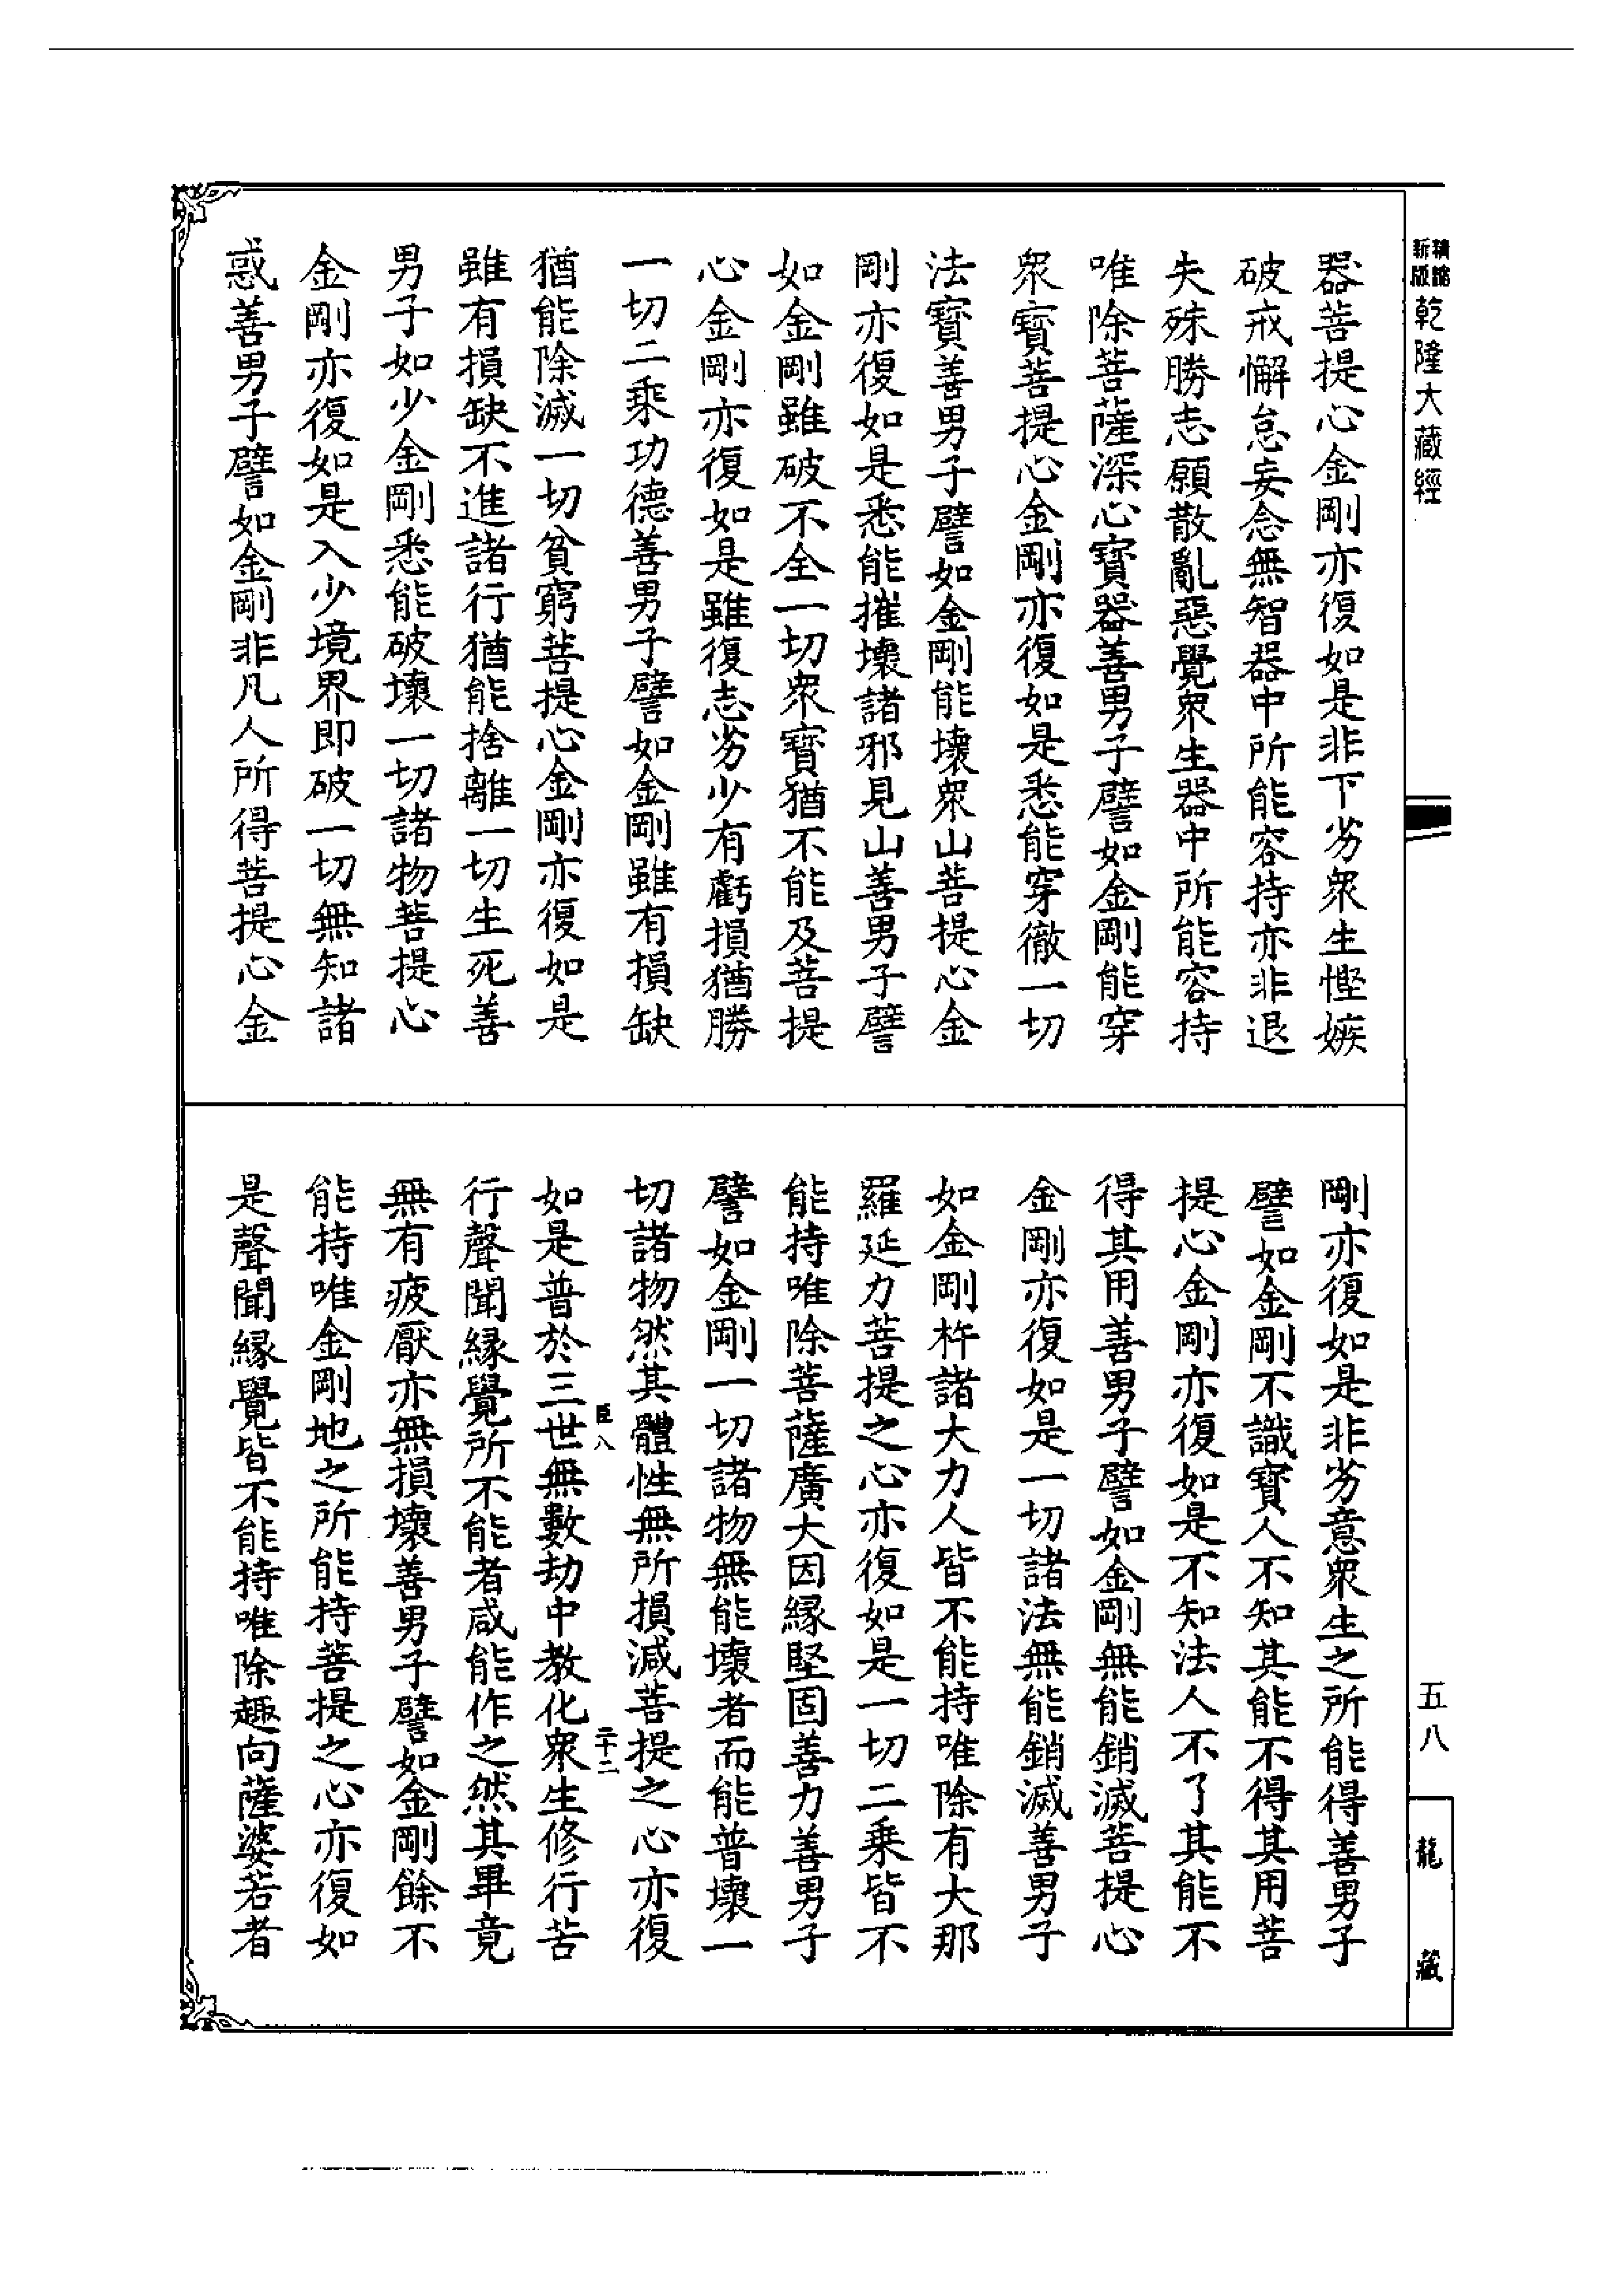 精縮新版乾隆大藏經
器菩提心金剛亦復如是非下劣衆生慳嫉
破戒懈怠妄念無智器中所能容持亦非退
失殊勝志願散亂惡覺衆生器中所能容持
唯除菩薩深心寶器善男子譬如金剛能穿
衆寶菩提心金剛亦復如是悉能穿徹一切
法寶善男子譬如金剛能壞衆山菩提心金
剛亦復如是悉能摧壞諸邪見山善男子譬
如金剛雖破不全一切衆寶猶不能及菩提
心金剛亦復如是雖復志劣少有虧損猶勝
一切二乘功德善男子譬如金剛雖有損缺
猶能除滅一切貧窮菩提心金剛亦復如是
雖有損缺不進諸行猶能捨離一切生死善
男子如少金剛悉能破壞一切諸物菩提心
金剛亦復如是入少境界即破一切無知諸
惑善男子譬如金剛非凡人所得菩提心金
剛亦復如是非劣意衆生之所能得善男子
譬如金剛不識寶人不知其能不得其用菩
提心金剛亦復如是不知法人不了其能不
得其用善男子譬如金剛無能銷滅菩提心
金剛亦復如是一切諸法無能銷滅善男子
如金剛杵諸大力人皆不能持唯除有大那
羅延力菩提之心亦復如是一切二乘皆不
能持唯除菩薩廣大因緣堅固善力善男子
譬如金剛一切諸物無能壞者而能普壞一
切諸物然其體性無所損減菩提之心亦復
臣八
二十二
如是普於三世無數劫中教化衆生修行苦
行聲聞緣覺所不能者咸能作之然其畢竟
無有疲厭亦無損壞善男子譬如金剛餘不
能持唯金剛地之所能持菩提之心亦復如
是聲聞緣覺皆不能持唯除趣向薩婆若者
五八
龍藏